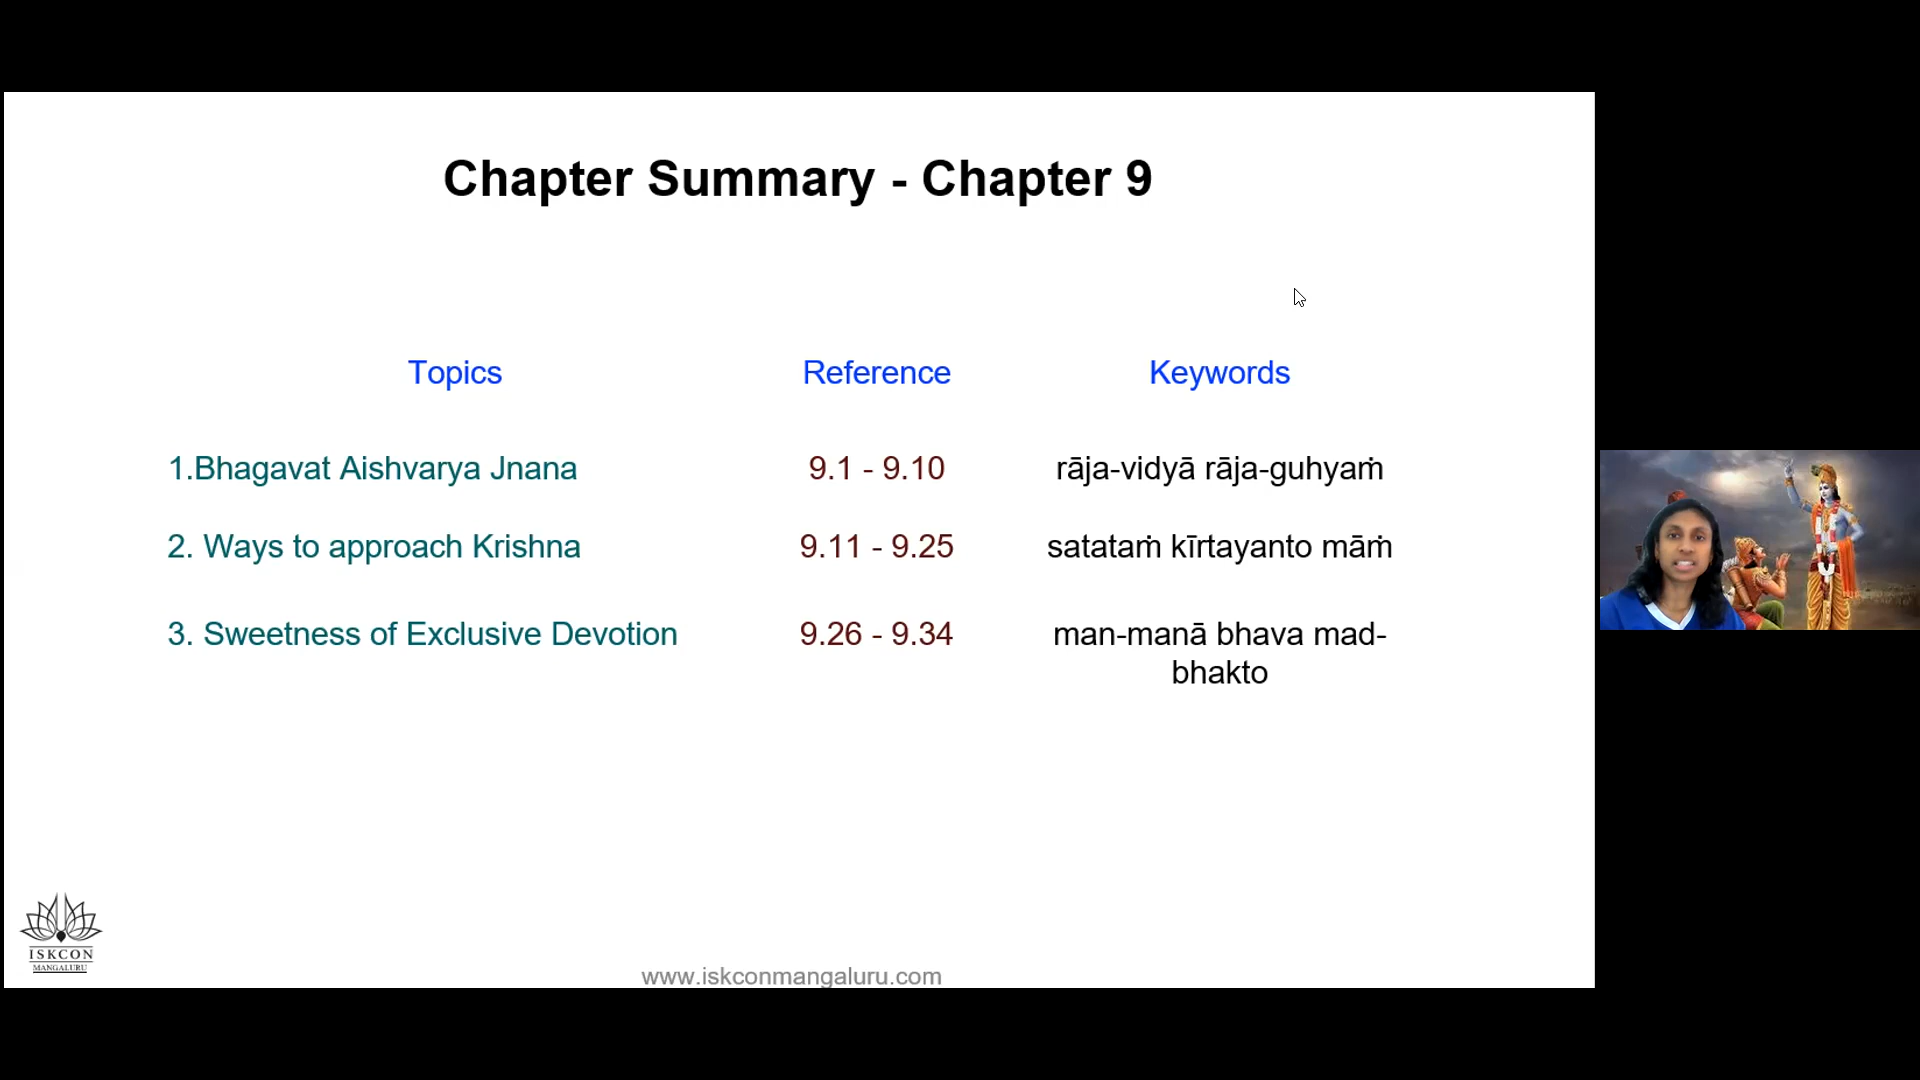 Chapter Summary - Chapter 9
Topics Reference Keywords
1.Bhagavat Aishvarya Jnana 9.1 - 9.10 rāja-vidyā rāja-guhyaṁ
2. Ways to approach Krishna 9.11 - 9.25 satataṁ kīrtayanto māṁ
3. Sweetness of Exclusive Devotion 9.26 - 9.34 man-manā bhava mad-
bhakto
ISKCON
MANGALURU
www.iskconmangaluru.com